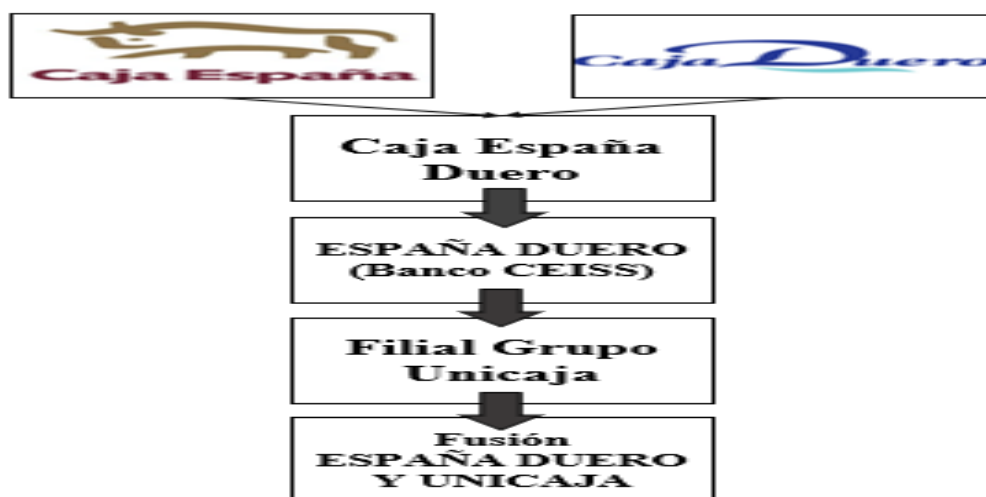 Caja España
Caja Duero
Caja España
Duero
ESPAÑA DUERO
(Banco CEISS)
Filial Grupo
Unicaja
Fusión
ESPAÑA DUERO
Y UNICAJA